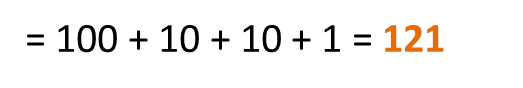 = 100 + 10 + 10 + 1 = 121